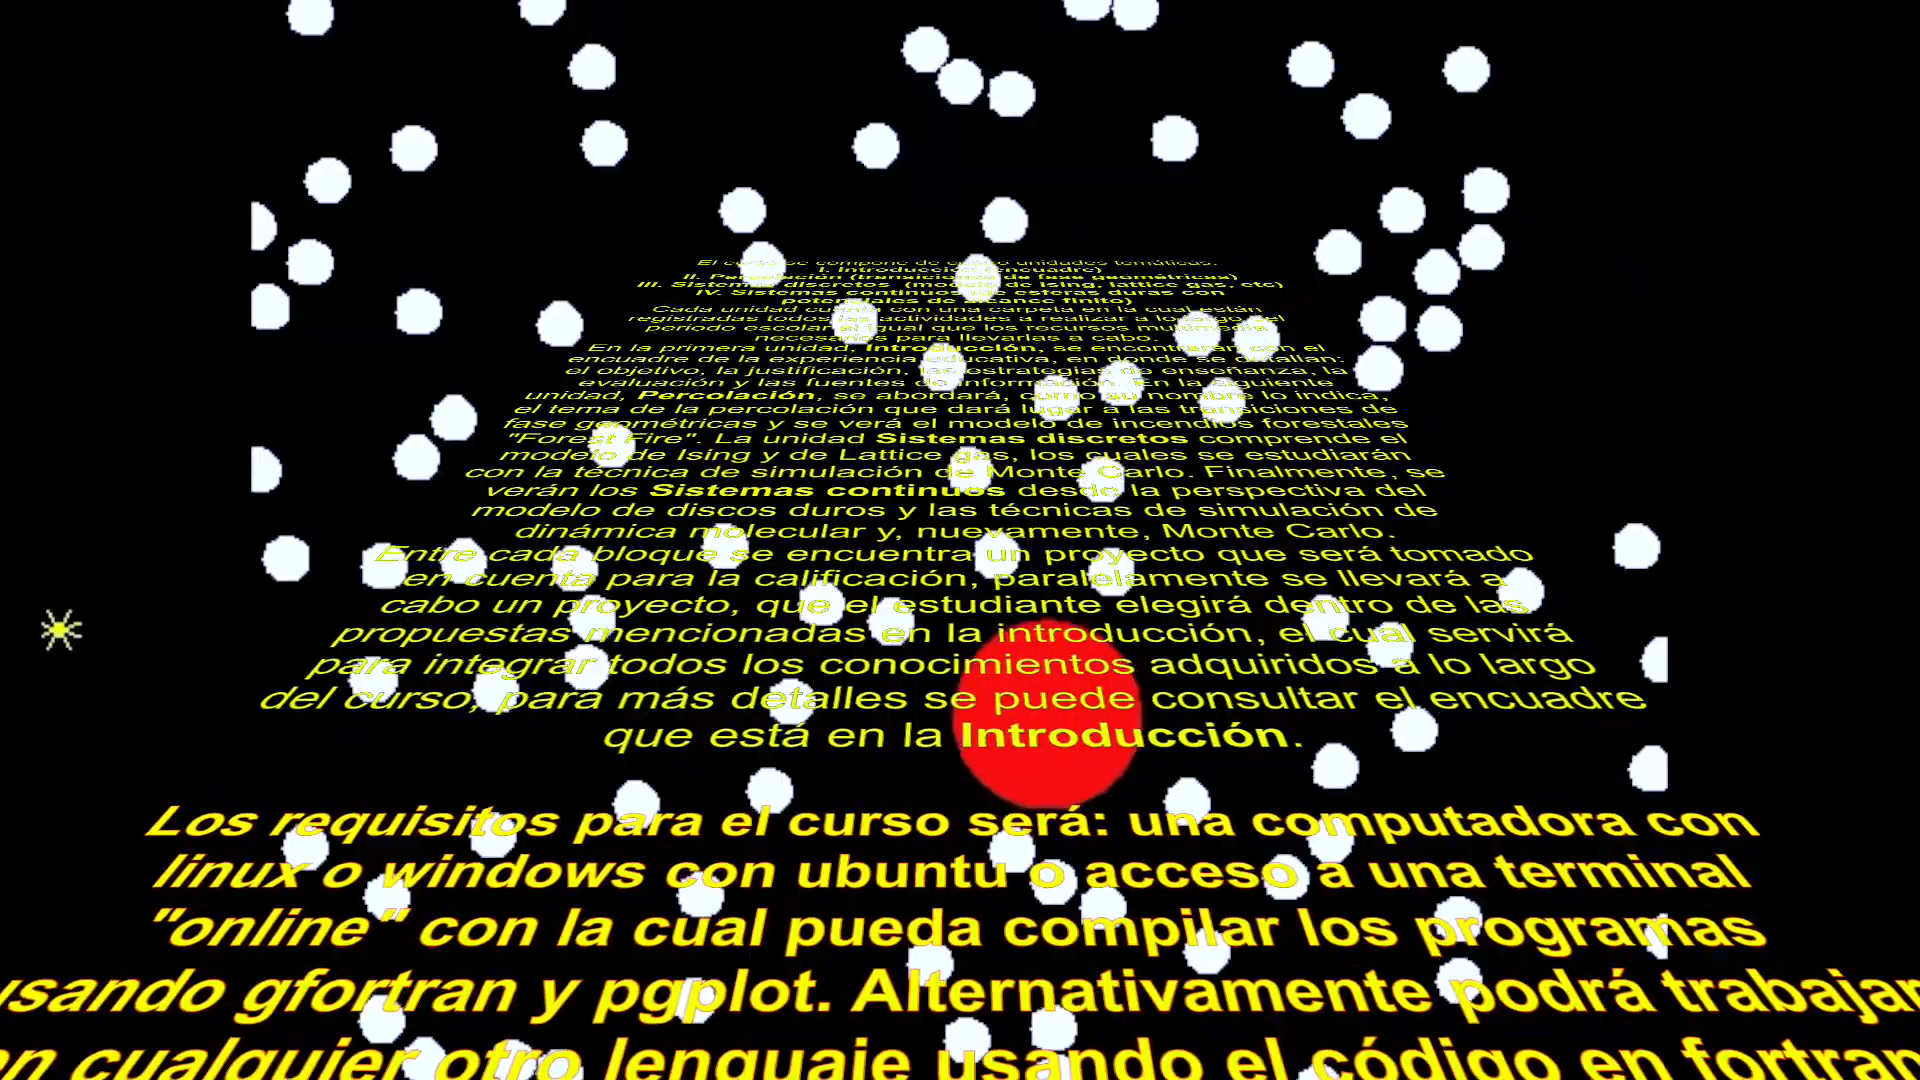 El curso se compone de cuatro unidades temáticas:
I. Introducción (encuadre)
II. Percolación (transiciones de fase geométricas)
III. Sistemas discretos (modelo de Ising, lattice gas, etc)
IV. Sistemas continuos (de esferas duras con
potenciales de alcance finito)
Cada unidad cuenta con una carpeta en la cual están
registradas todos las actividades a realizar a lo largo del
periodo escolar al igual que los recursos multimedia
necesarios para llevarlas a cabo.
En la primera unidad, Introducción, se encontrarán con el
encuadre de la experiencia educativa, en donde se detallan:
el objetivo, la justificación, las estrategias de enseñanza, la
evaluación y las fuentes de información. En la siguiente
unidad, Percolación, se abordará, como su nombre lo indica,
el tema de la percolación que dará lugar a las transiciones de
fase geométricas y se verá el modelo de incendios forestales
"Forest Fire". La unidad Sistemas discretos comprende el
modelo de Ising y de Lattice gas, los cuales se estudiarán
con la técnica de simulación de Monte Carlo. Finalmente, se
verán los Sistemas continuos desde la perspectiva del
modelo de discos duros y las técnicas de simulación de
dinámica molecular y, nuevamente, Monte Carlo.
Entre cada bloque se encuentra un proyecto que será tomado
en cuenta para la calificación, paralelamente se llevará a
cabo un proyecto, que el estudiante elegirá dentro de las
propuestas mencionadas en la introducción, el cual servirá
para integrar todos los conocimientos adquiridos a lo largo
del curso, para más detalles se puede consultar el encuadre
que está en la Introducción.
Los requisitos para el curso será: una computadora con
linux o windows con ubuntu o acceso a una terminal
"online" con la cual pueda compilar los programas
usando gfortran y pgplot. Alternativamente podrá trabajar
en cualquier otro lenguaje usando el código en fortran